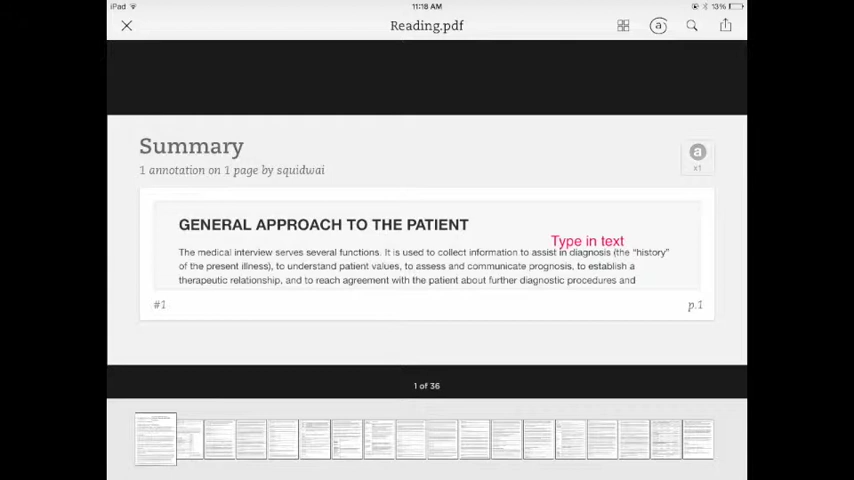 iPad
11:18 AM
13%
Reading.pdf
a
Summary
1 annotation on 1 page by squidwai
a
x1
GENERAL APPROACH TO THE PATIENT
Type in text
The medical interview serves several functions. It is used to collect information to assist in diagnosis (the “history”
of the present illness), to understand patient values, to assess and communicate prognosis, to establish a
therapeutic relationship, and to reach agreement with the patient about further diagnostic procedures and
#1
p.1
1 of 36